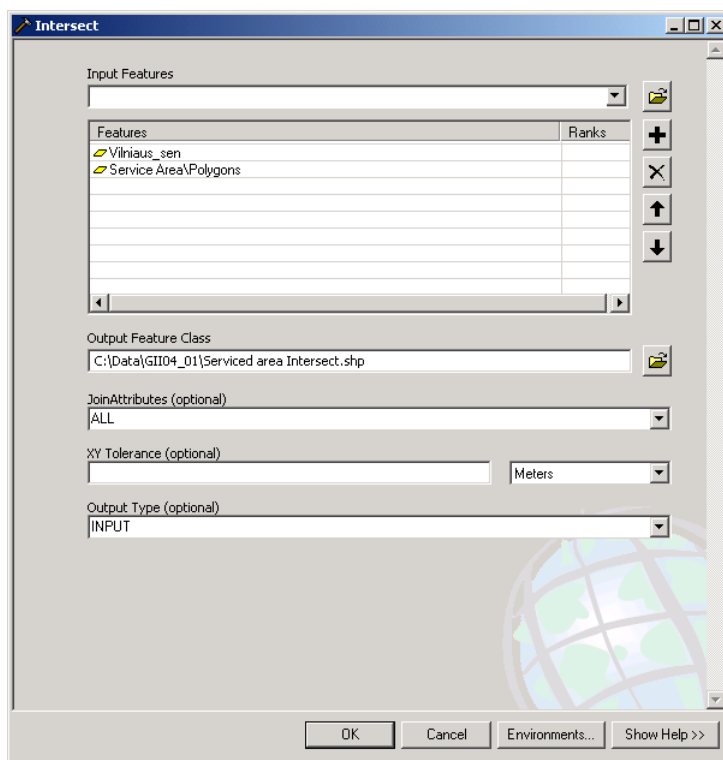 Intersect
Input Features
Features Ranks
Vilniaus_sen
Service Area\Polygons
Output Feature Class
C:\Data\GII04_01\Serviced area Intersect.shp
JoinAttributes (optional)
ALL
XY Tolerance (optional)
Meters
Output Type (optional)
INPUT
OK Cancel Environments... Show Help >>